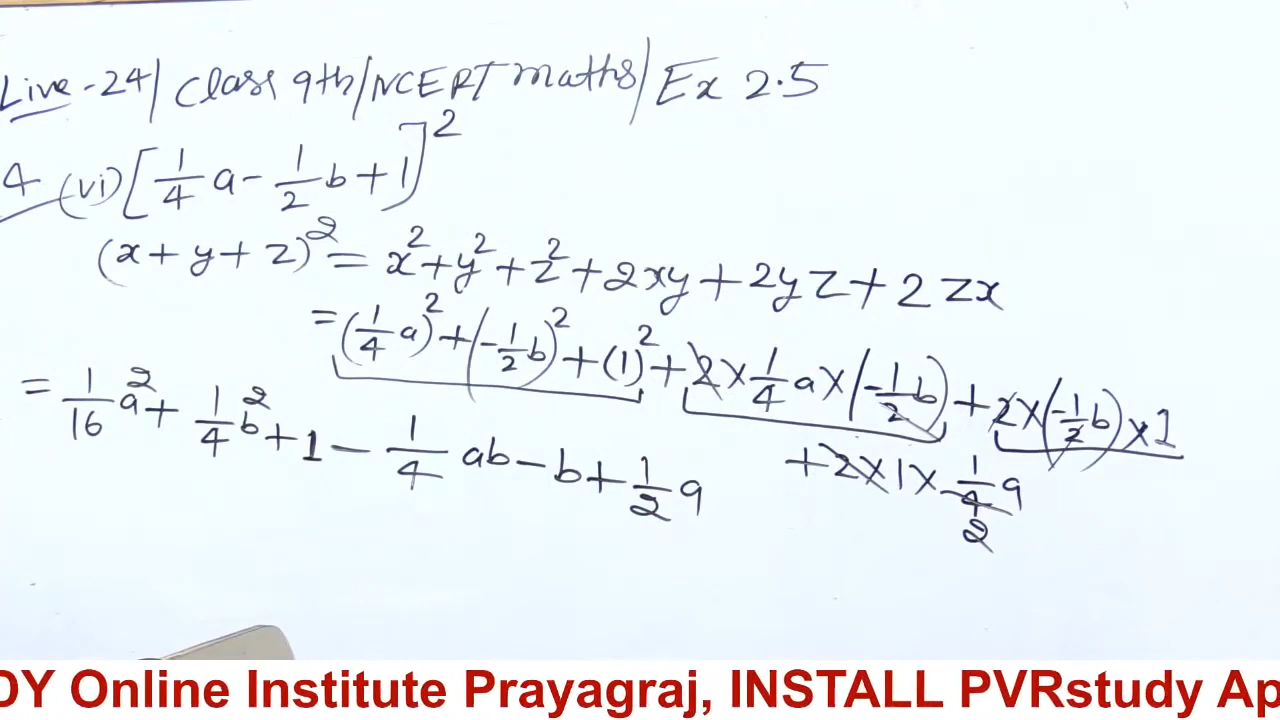 Live-24/ Class 9th/NCERT maths/ Ex 2.5
4 (vi) [1/4 a - 1/2 b + 1]²
(x + y + z)² = x² + y² + z² + 2xy + 2yz + 2zx
= (1/4 a)² + (-1/2 b)² + (1)² + 2 × 1/4 a × (-1/2 b) + 2 × (-1/2 b) × 1
+ 2 × 1 × 1/4 a
2
= 1/16 a² + 1/4 b² + 1 - 1/4 ab - b + 1/2 a
DY Online Institute Prayagraj, INSTALL PVRstudy Ap